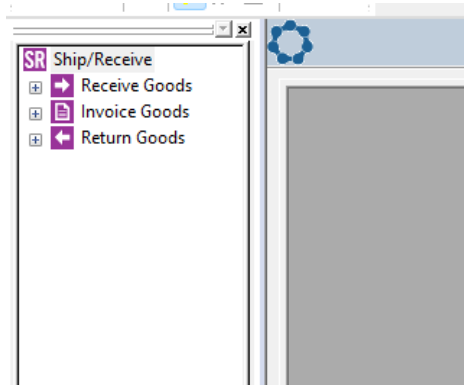 SR Ship/Receive
Receive Goods
Invoice Goods
Return Goods